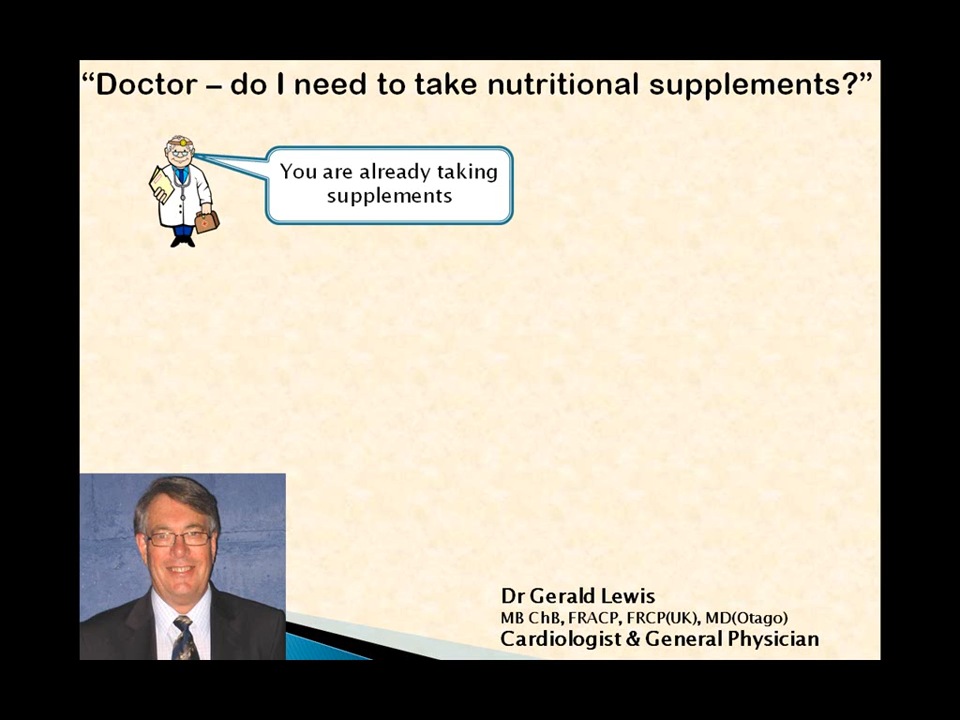 “Doctor – do I need to take nutritional supplements?”
You are already taking
supplements
Dr Gerald Lewis
MB ChB, FRACP, FRCP(UK), MD(Otago)
Cardiologist & General Physician